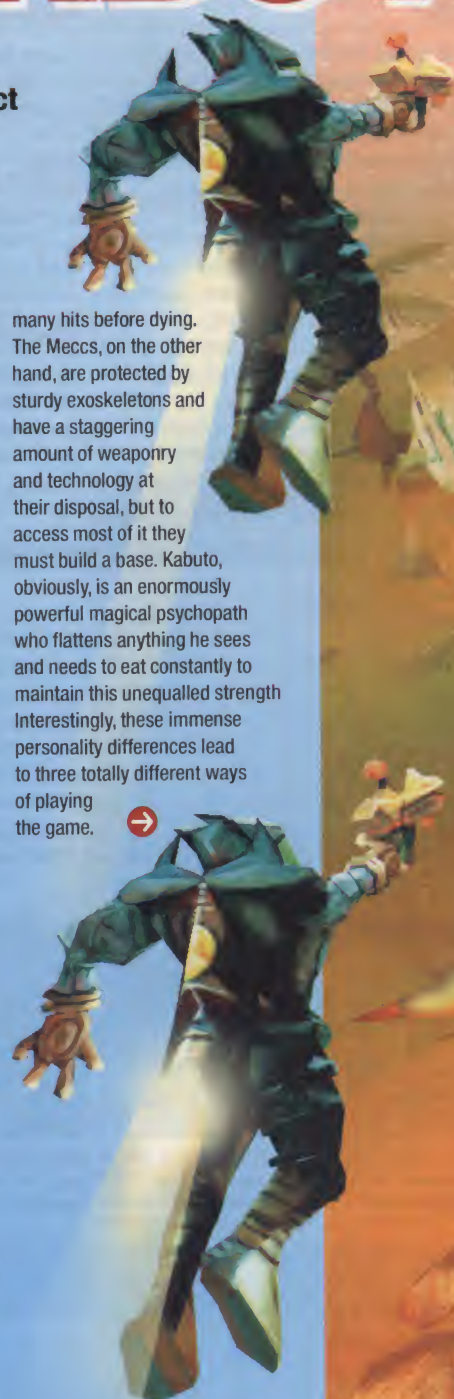 ct
many hits before dying.
The Meccs, on the other
hand, are protected by
sturdy exoskeletons and
have a staggering
amount of weaponry
and technology at
their disposal, but to
access most of it they
must build a base. Kabuto,
obviously, is an enormously
powerful magical psychopath
who flattens anything he sees
and needs to eat constantly to
maintain this unequalled strength
Interestingly, these immense
personality differences lead
to three totally different ways
of playing
the game.